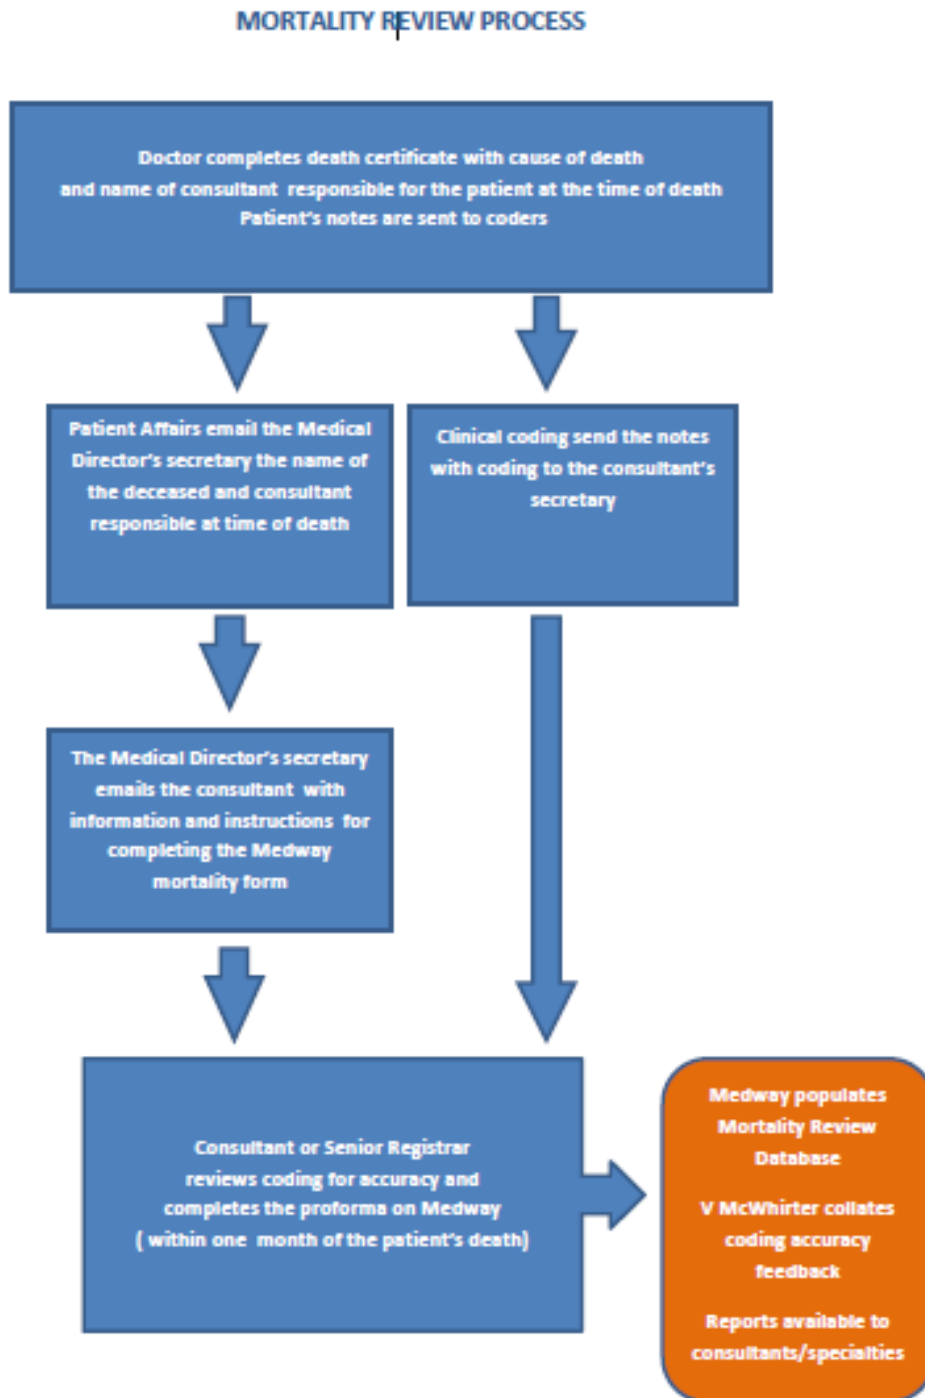 MORTALITY REVIEW PROCESS
Doctor completes death certificate with cause of death
and name of consultant responsible for the patient at the time of death
Patient's notes are sent to coders
Patient Affairs email the Medical
Director's secretary the name of
the deceased and consultant
responsible at time of death
Clinical coding send the notes
with coding to the consultant's
secretary
The Medical Director's secretary
emails the consultant with
information and instructions for
completing the Medway
mortality form
Consultant or Senior Registrar
reviews coding for accuracy and
completes the proforma on Medway
( within one month of the patient's death)
Medway populates
Mortality Review
Database
V McWhirter collates
coding accuracy
feedback
Reports available to
consultants/specialties